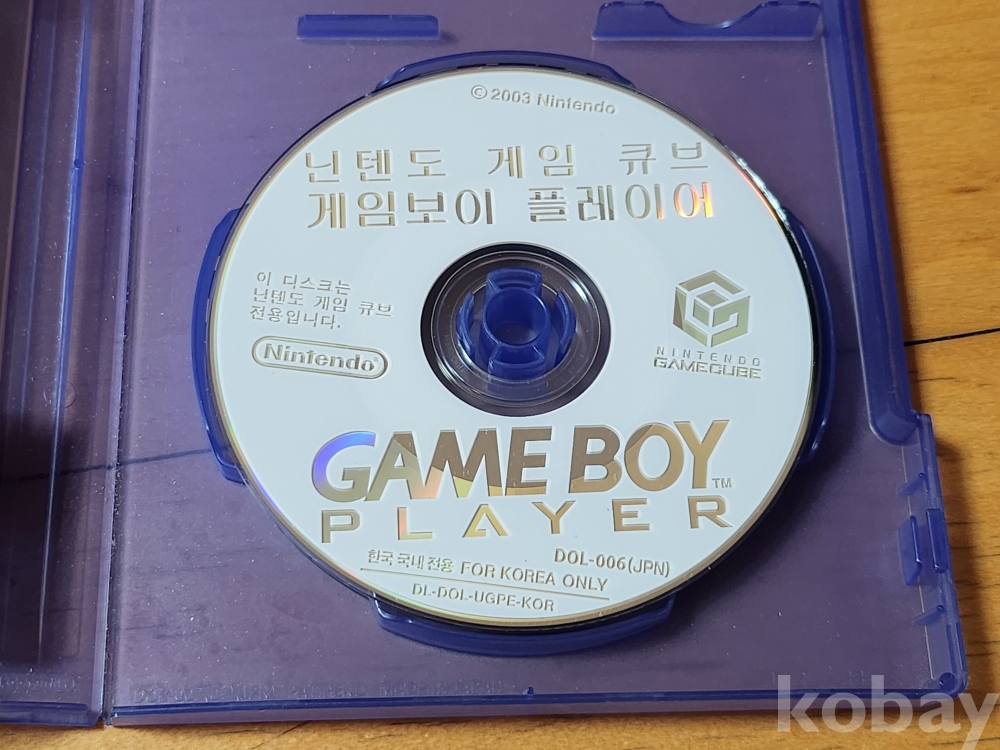 © 2003 Nintendo
닌텐도 게임 큐브
게임보이 플레이어
이 디스크는
닌텐도 게임 큐브
전용입니다.
Nintendo®
NINTENDO
GAMECUBE
GAME BOY
PLAYER™
DOL-006(JPN)
한국 국내 전용 FOR KOREA ONLY
DL-DOL-UGPE-KOR
kobay